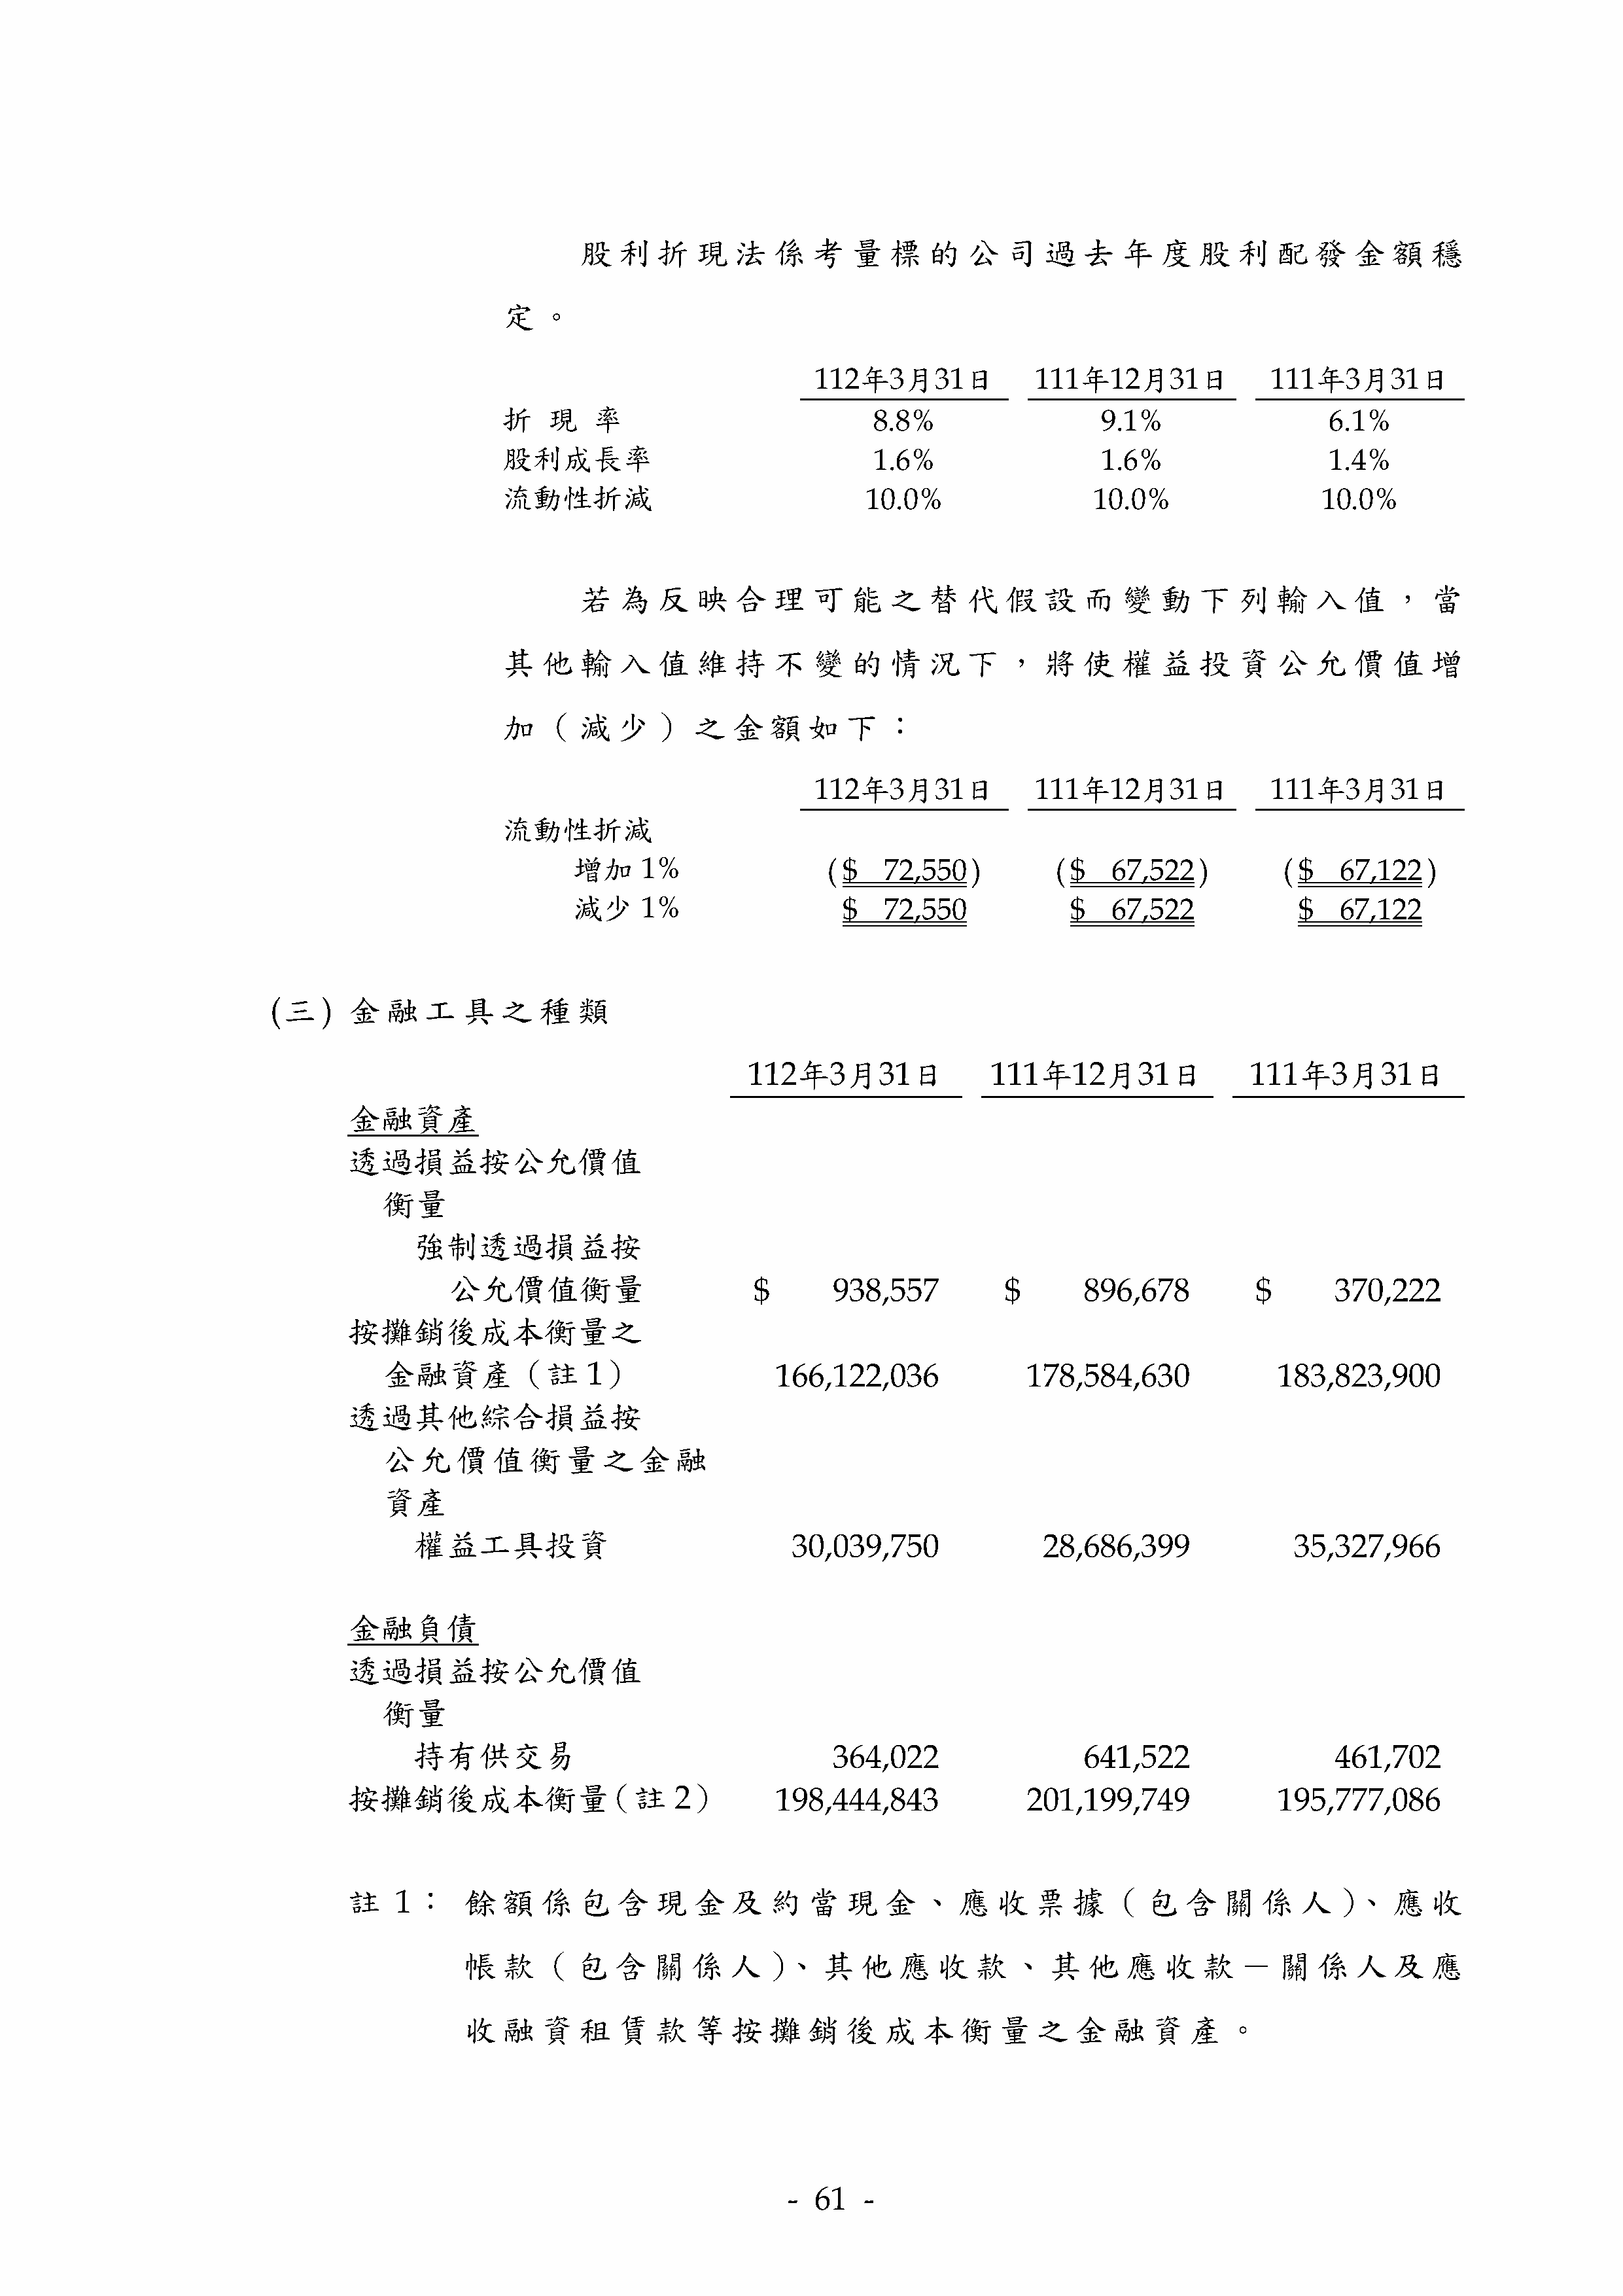 股利折現法係考量標的公司過去年度股利配發金額穩
定。
112年3月31日 111年12月31日 111年3月31日
折現率 8.8% 9.1% 6.1%
股利成長率 1.6% 1.6% 1.4%
流動性折減 10.0% 10.0% 10.0%
若為反映合理可能之替代假設而變動下列輸入值，當
其他輸入值維持不變的情況下，將使權益投資公允價值增
加（減少）之金額如下：
112年3月31日 111年12月31日 111年3月31日
流動性折減
增加 1% ($ 72,550) ($ 67,522) ($ 67,122)
減少 1% $ 72,550 $ 67,522 $ 67,122
(三) 金融工具之種類
112年3月31日 111年12月31日 111年3月31日
金融資產
透過損益按公允價值
衡量
強制透過損益按
公允價值衡量 $ 938,557 $ 896,678 $ 370,222
按攤銷後成本衡量之
金融資產（註 1） 166,122,036 178,584,630 183,823,900
透過其他綜合損益按
公允價值衡量之金融
資產
權益工具投資 30,039,750 28,686,399 35,327,966
金融負債
透過損益按公允價值
衡量
持有供交易 364,022 641,522 461,702
按攤銷後成本衡量（註 2） 198,444,843 201,199,749 195,777,086
註 1： 餘額係包含現金及約當現金、應收票據（包含關係人）、應收
帳款（包含關係人）、其他應收款、其他應收款－關係人及應
收融資租賃款等按攤銷後成本衡量之金融資產。
- 61 -